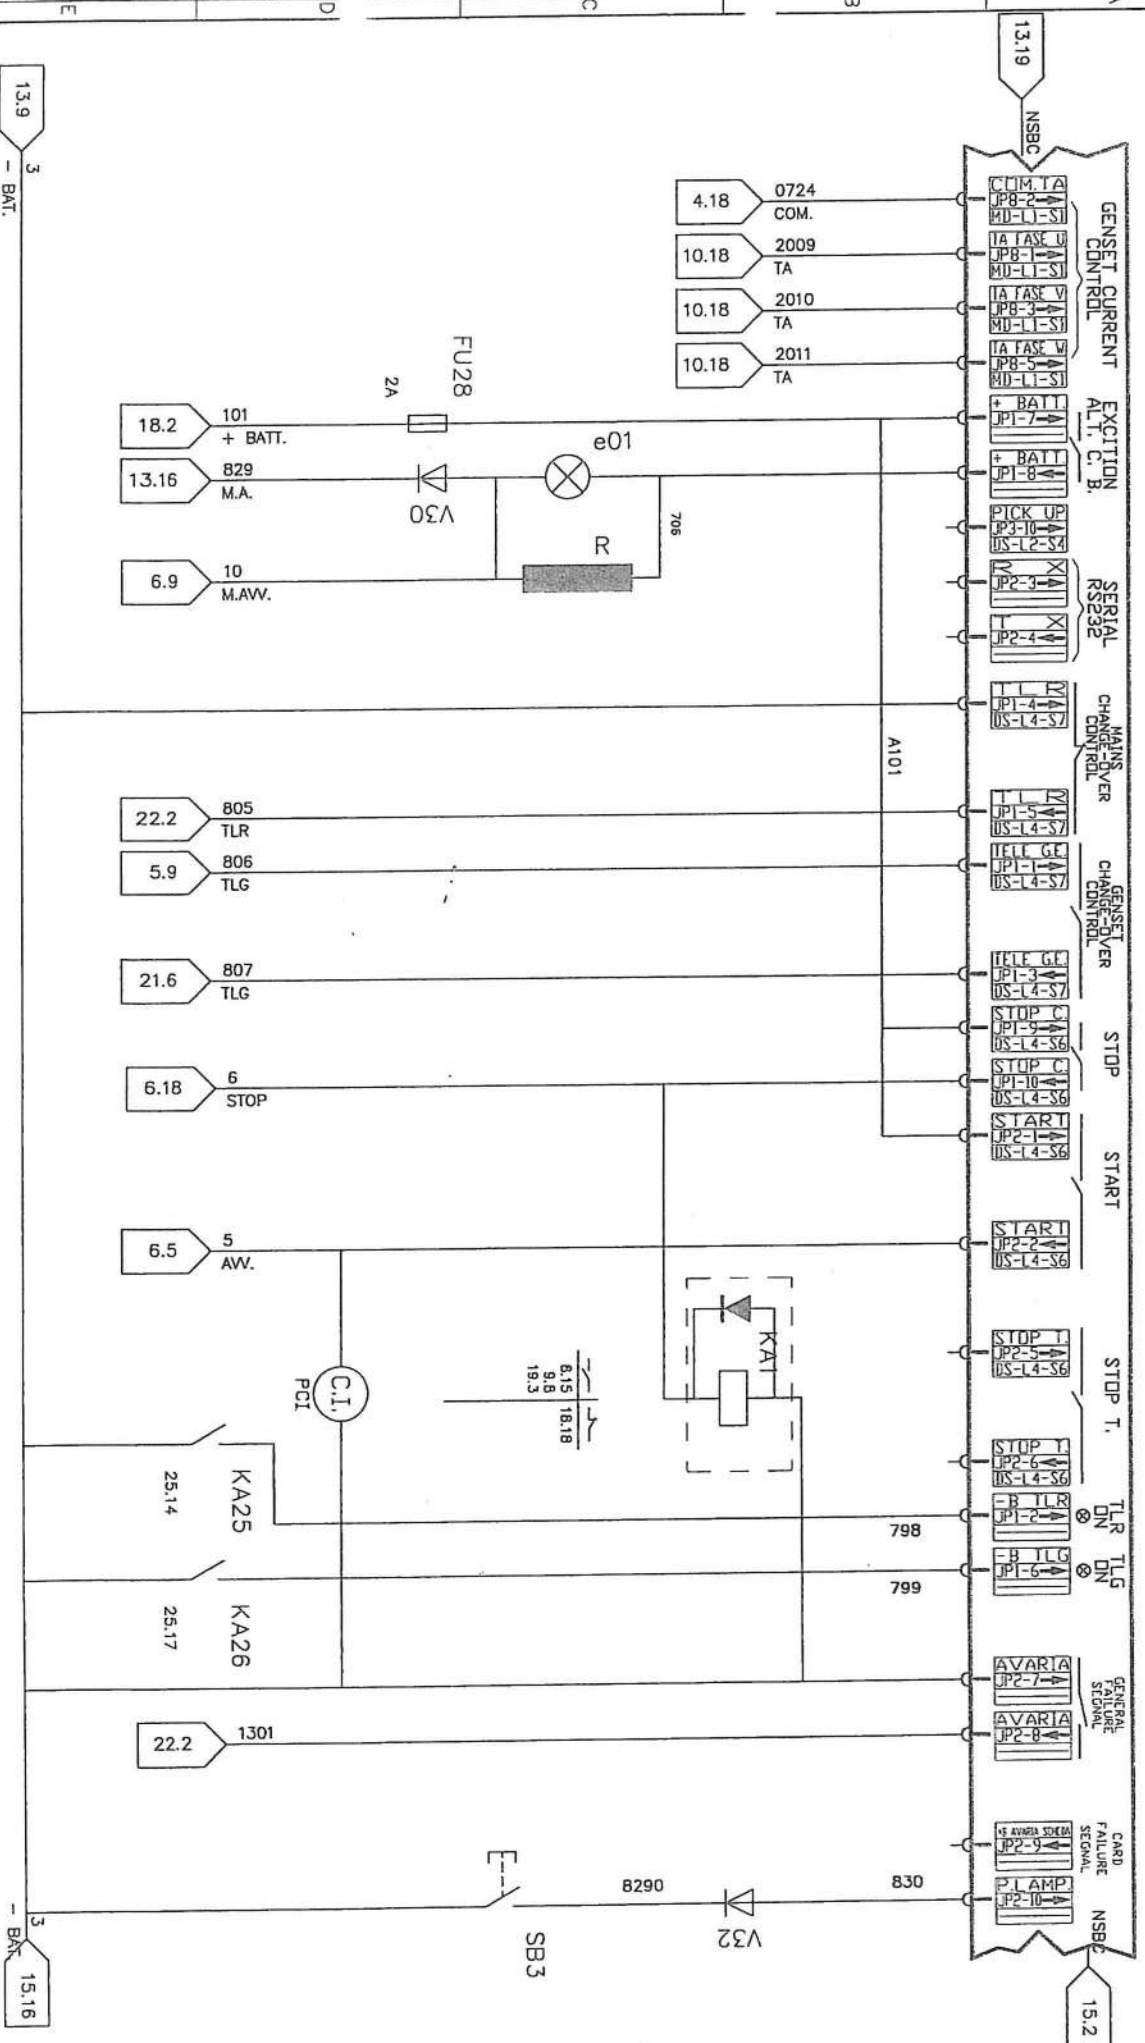 E
D
C
B
A
13.19
NSBC
13.9
3
- BAT.
GENSET CURRENT
CONTROL
COM.TA
JP8-2
MD-L1-S1
TA FASE U
JP8-1
MD-L1-S1
TA FASE V
JP8-3
MD-L1-S1
TA FASE W
JP8-5
MD-L1-S1
4.18
0724
COM.
10.18
2009
TA
10.18
2010
TA
10.18
2011
TA
EXCITION
ALT. C. B.
+ BATT.
JP1-7
+ BATT
JP1-8
FU28
2A
18.2
101
+ BATT.
e01
13.16
829
M.A.
V30
706
R
6.9
10
M.AVV.
PICK UP
JP3-10
DS-L2-S4
SERIAL
RS232
R X
JP2-3
T X
JP2-4
MAINS
CHANGE-OVER
CONTROL
T L R
JP1-4
DS-L4-S7
A101
T L R
JP1-5
DS-L4-S7
22.2
805
TLR
GENSET
CHANGE-OVER
CONTROL
TELE G.E.
JP1-1
DS-L4-S7
5.9
806
TLG
TELE G.E.
JP1-3
DS-L4-S7
21.6
807
TLG
STOP
STOP C.
JP1-9
DS-L4-S6
STOP C.
JP1-10
DS-L4-S6
6.18
6
STOP
START
START
JP2-1
DS-L4-S6
START
JP2-2
DS-L4-S6
6.5
5
AVV.
KA1
C.I.
PCI
8.15
9.8
19.3
18.18
STOP T.
STOP T.
JP2-5
DS-L4-S6
STOP T.
JP2-6
DS-L4-S6
TLR
ON
-B TLR
JP1-2
798
KA25
25.14
TLG
ON
-B TLG
JP1-6
799
KA26
25.17
GENERAL
FAILURE
SEGNAL
AVARIA
JP2-7
AVARIA
JP2-8
22.2
1301
CARD
FAILURE
SEGNAL
+B AVARIA SCHEDA
JP2-9
P.LAMP.
JP2-10
830
V32
8290
SB3
NSBC
15.2
3
- BAT.
15.16